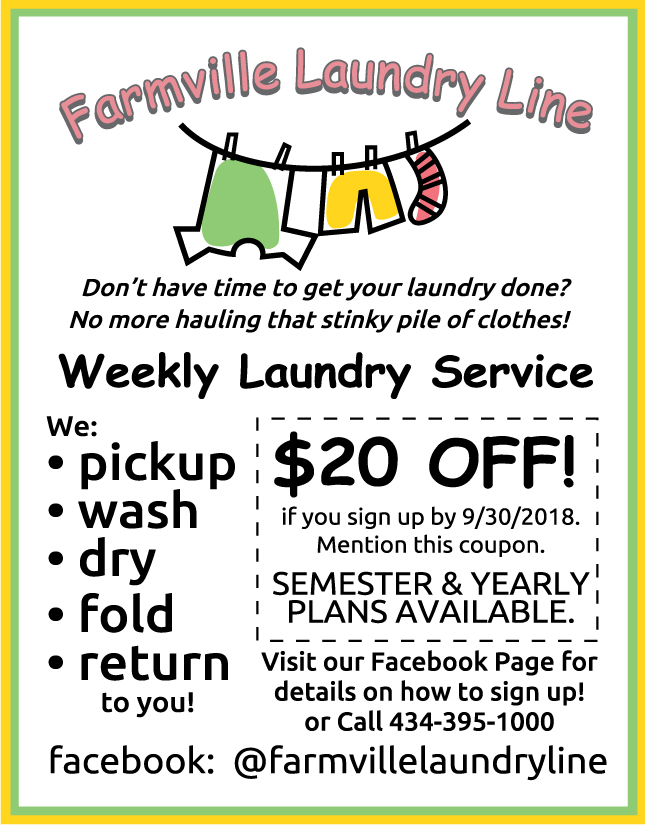 Farmville Laundry Line
Don't have time to get your laundry done?
No more hauling that stinky pile of clothes!
Weekly Laundry Service
We:
• pickup
• wash
• dry
• fold
• return
to you!
$20 OFF!
if you sign up by 9/30/2018.
Mention this coupon.
SEMESTER & YEARLY
PLANS AVAILABLE.
Visit our Facebook Page for
details on how to sign up!
or Call 434-395-1000
facebook: @farmvillelaundryline